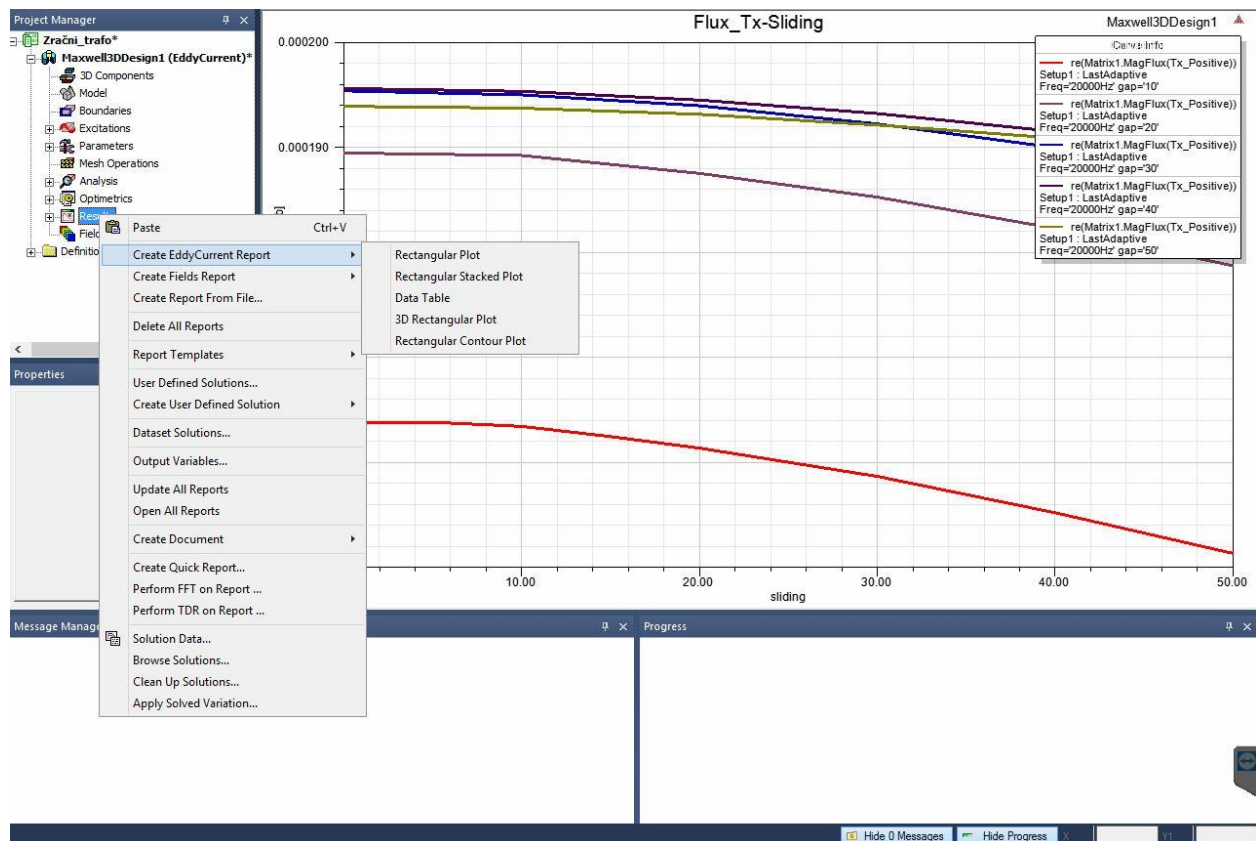 Project Manager
Zračni_trafo*
Maxwell3DDesign1 (EddyCurrent)*
3D Components
Model
Boundaries
Excitations
Parameters
Mesh Operations
Analysis
Optimetrics
Results
Field
Definitio
Paste Ctrl+V
Create EddyCurrent Report
Create Fields Report
Create Report From File...
Delete All Reports
Report Templates
User Defined Solutions...
Create User Defined Solution
Dataset Solutions...
Output Variables...
Update All Reports
Open All Reports
Create Document
Create Quick Report...
Perform FFT on Report ...
Perform TDR on Report ...
Solution Data...
Browse Solutions...
Clean Up Solutions...
Apply Solved Variation...
Rectangular Plot
Rectangular Stacked Plot
Data Table
3D Rectangular Plot
Rectangular Contour Plot
Properties
Flux_Tx-Sliding
Maxwell3DDesign1
0.000200
0.000190
Curve Info
re(Matrix1.MagFlux(Tx_Positive))
Setup1 : LastAdaptive
Freq='20000Hz' gap='10'
re(Matrix1.MagFlux(Tx_Positive))
Setup1 : LastAdaptive
Freq='20000Hz' gap='20'
re(Matrix1.MagFlux(Tx_Positive))
Setup1 : LastAdaptive
Freq='20000Hz' gap='30'
re(Matrix1.MagFlux(Tx_Positive))
Setup1 : LastAdaptive
Freq='20000Hz' gap='40'
re(Matrix1.MagFlux(Tx_Positive))
Setup1 : LastAdaptive
Freq='20000Hz' gap='50'
10.00 20.00 30.00 40.00 50.00
sliding
Message Manage
Progress
Hide 0 Messages Hide Progress X Y1